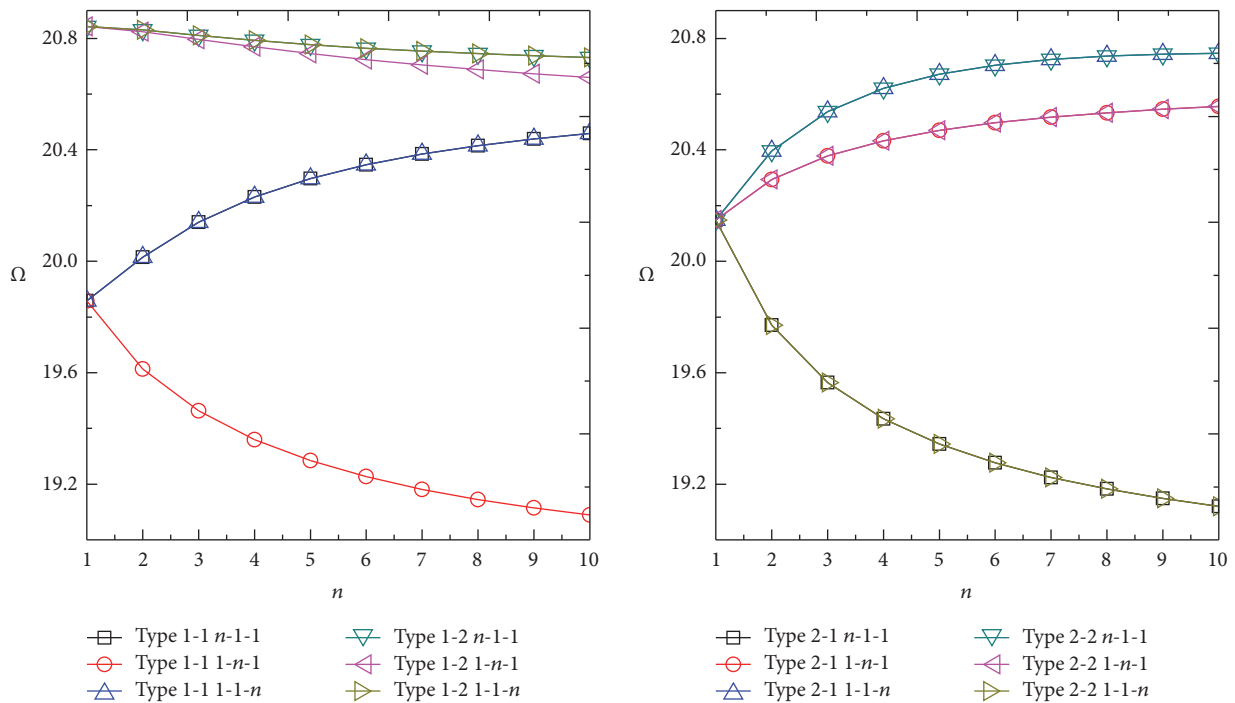 20.8
20.4
20.0
19.6
19.2
Ω
1 2 3 4 5 6 7 8 9 10
n
Type 1-1 n-1-1
Type 1-1 1-n-1
Type 1-1 1-1-n
Type 1-2 n-1-1
Type 1-2 1-n-1
Type 1-2 1-1-n
20.8
20.4
20.0
19.6
19.2
Ω
1 2 3 4 5 6 7 8 9 10
n
Type 2-1 n-1-1
Type 2-1 1-n-1
Type 2-1 1-1-n
Type 2-2 n-1-1
Type 2-2 1-n-1
Type 2-2 1-1-n